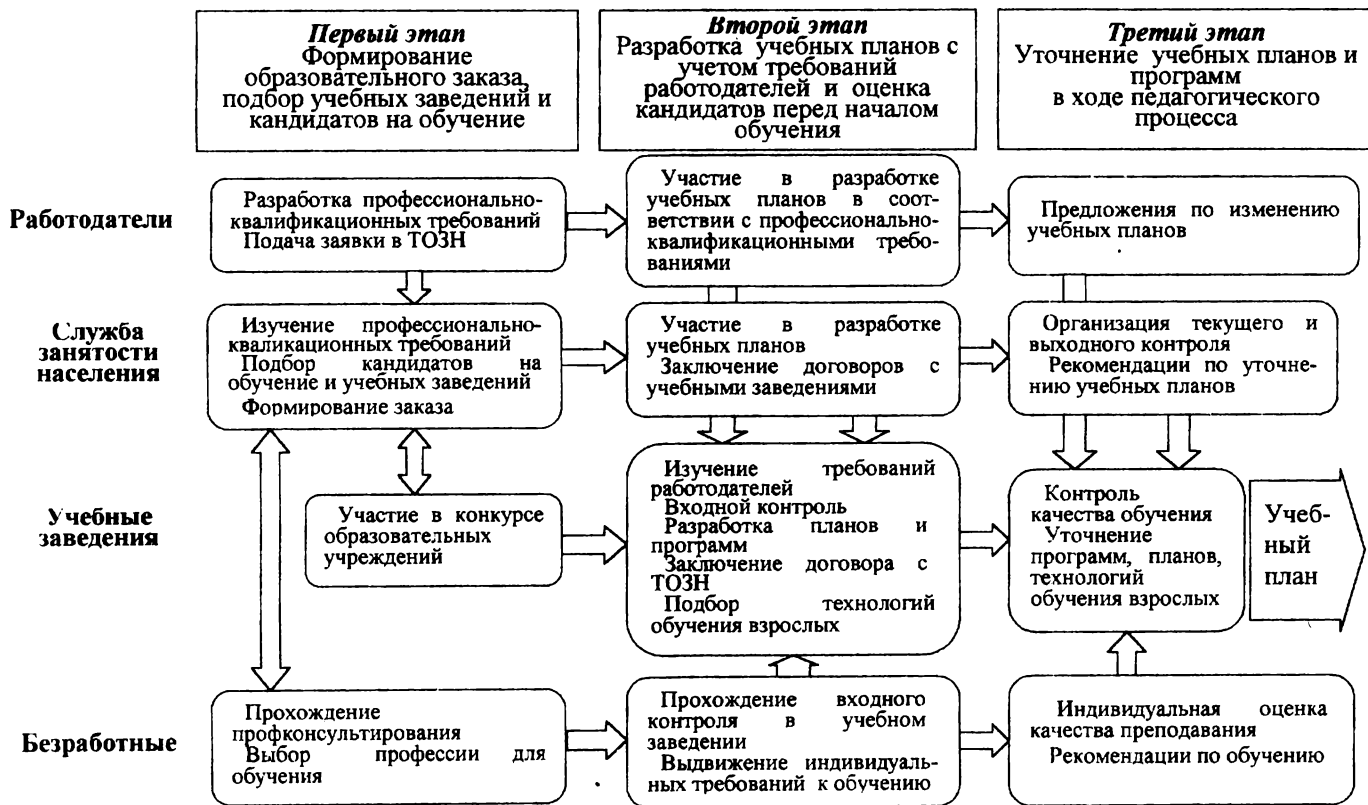 Первый этап
Формирование
образовательного заказа,
подбор учебных заведений и
кандидатов на обучение
Второй этап
Разработка учебных планов с
учетом требований
работодателей и оценка
кандидатов перед началом
обучения
Третий этап
Уточнение учебных планов и
программ
в ходе педагогического
процесса
Работодатели
Разработка профессионально-
квалификационных требований
Подача заявки в ТОЗН
Участие в разработке
учебных планов в соот-
ветствии с профессионально-
квалификационными требо-
ваниями
Предложения по изменению
учебных планов
Служба
занятости
населения
Изучение профессионально-
кваликационных требований
Подбор кандидатов на
обучение и учебных заведений
Формирование заказа
Участие в разработке
учебных планов
Заключение договоров с
учебными заведениями
Организация текущего и
выходного контроля
Рекомендации по уточне-
нию учебных планов
Учебные
заведения
Участие в конкурсе
образовательных
учреждений
Изучение требований
работодателей
Входной контроль
Разработка планов и
программ
Заключение договора с
ТОЗН
Подбор технологий
обучения взрослых
Контроль
качества обучения
Уточнение
программ, планов,
технологий
обучения взрослых
Учеб-
ный
план
Безработные
Прохождение
профконсультирования
Выбор профессии для
обучения
Прохождение входного
контроля в учебном
заведении
Выдвижение индивидуаль-
ных требований к обучению
Индивидуальная оценка
качества преподавания
Рекомендации по обучению